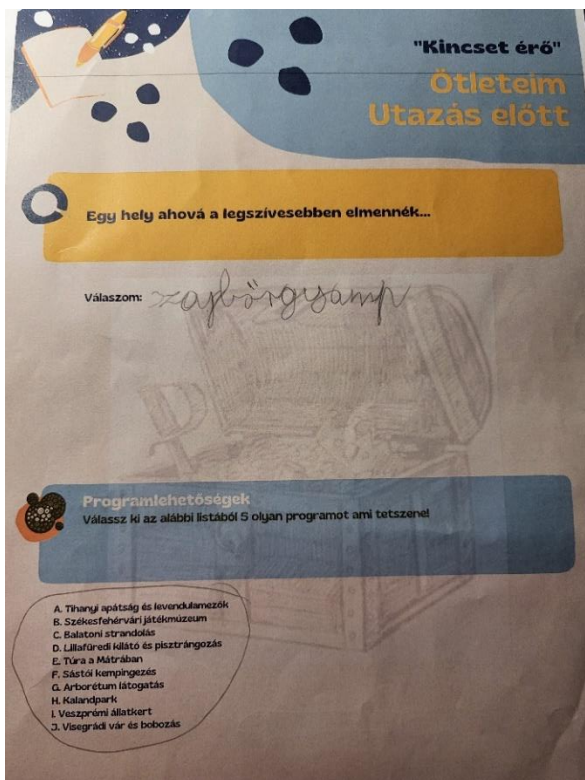 "Kincset érő"
Ötleteim
Utazás előtt
Egy hely ahová a legszívesebben elmennék...
Válaszom:
Programlehetőségek
Válassz ki az alábbi listából 5 olyan programot ami tetszene!
A. Tihanyi apátság és levendulamezők
B. Székesfehérvári játékmúzeum
C. Balatoni strandolás
D. Lillafüredi kilátó és pisztrángozás
E. Túra a Mátrában
F. Sástói kempingezés
G. Arborétum látogatás
H. Kalandpark
I. Veszprémi állatkert
J. Visegrádi vár és bobozás